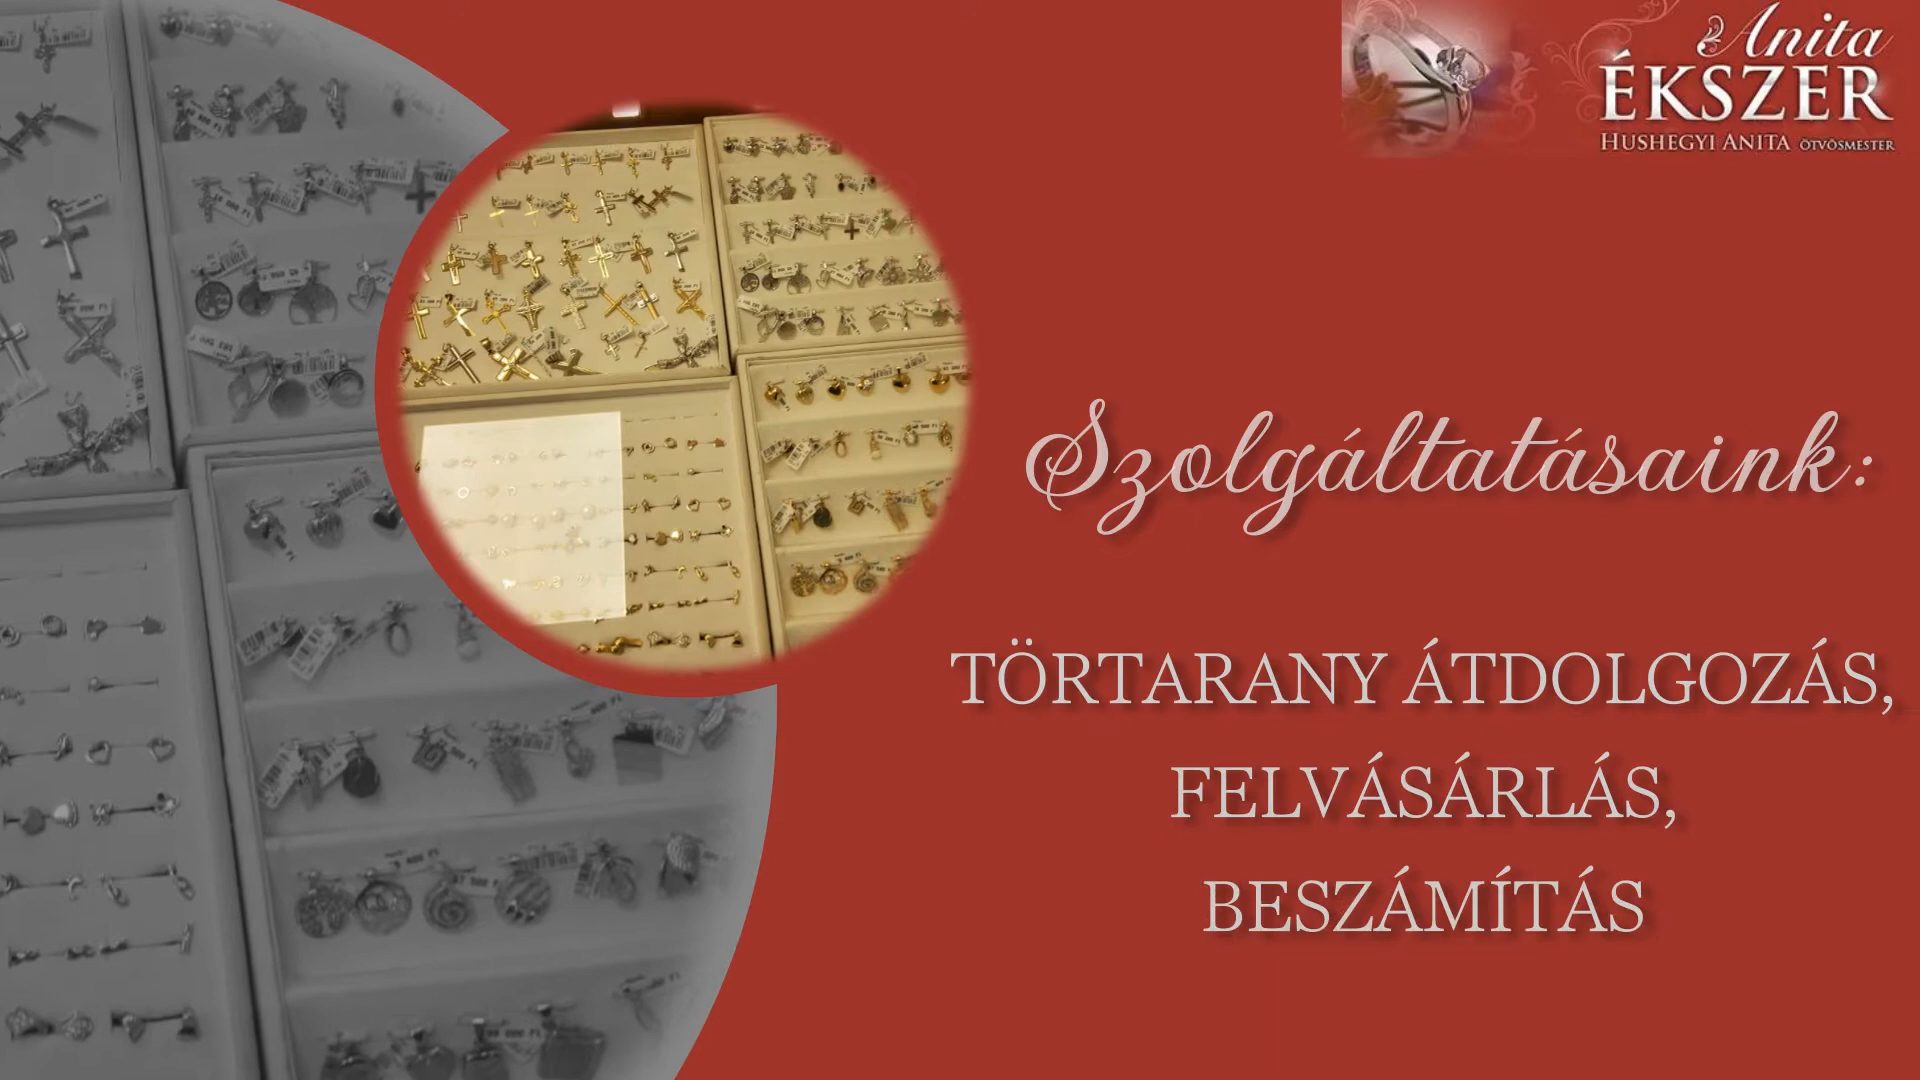 Anita
ÉKSZER
HUSHEGYI ANITA ÖTVÖSMESTER
Szolgáltatásaink:
TÖRTARANY ÁTDOLGOZÁS,
FELVÁSÁRLÁS,
BESZÁMÍTÁS